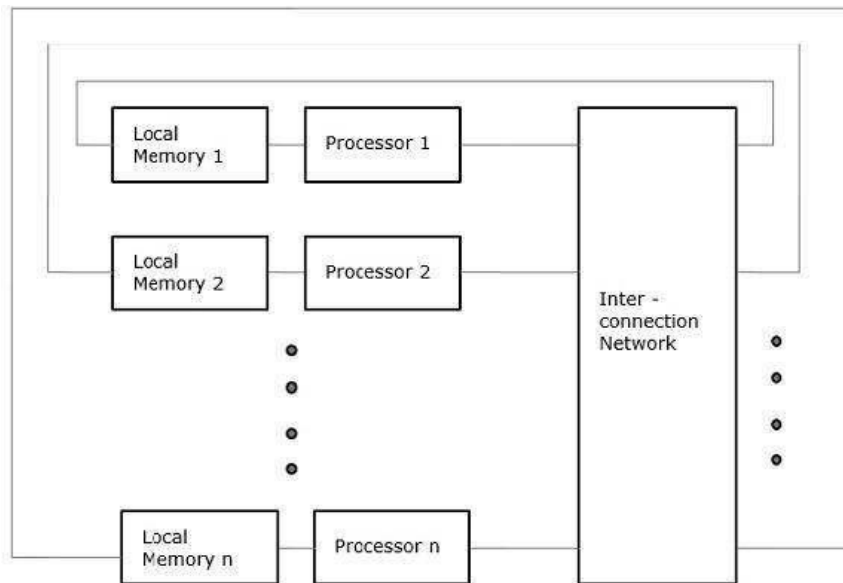 Local
Memory 1
Processor 1
Local
Memory 2
Processor 2
Inter -
connection
Network
Local
Memory n
Processor n